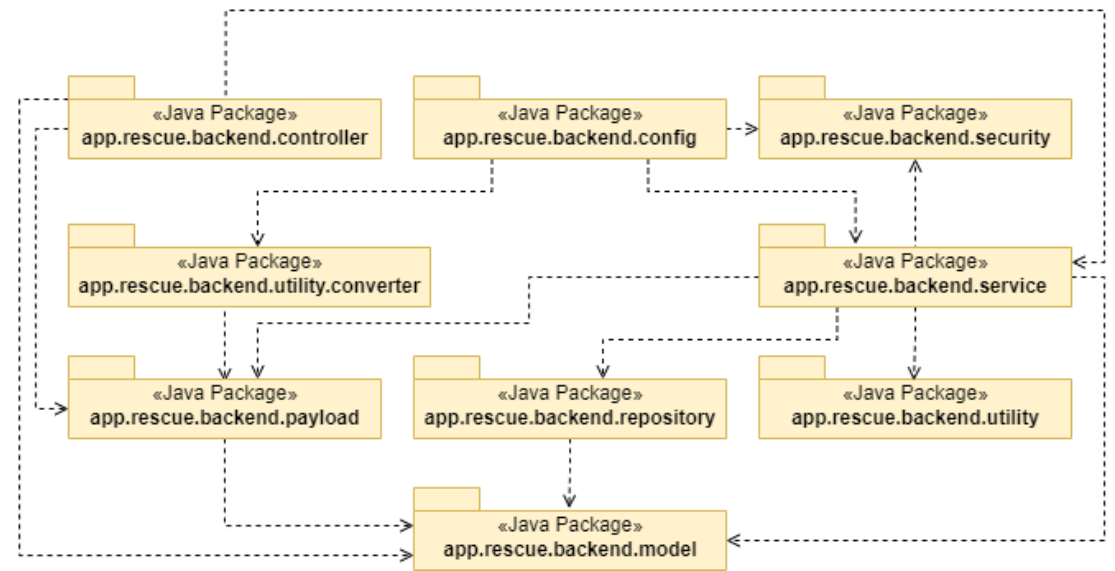 «Java Package»
app.rescue.backend.controller
«Java Package»
app.rescue.backend.config
«Java Package»
app.rescue.backend.security
«Java Package»
app.rescue.backend.utility.converter
«Java Package»
app.rescue.backend.service
«Java Package»
app.rescue.backend.payload
«Java Package»
app.rescue.backend.repository
«Java Package»
app.rescue.backend.utility
«Java Package»
app.rescue.backend.model